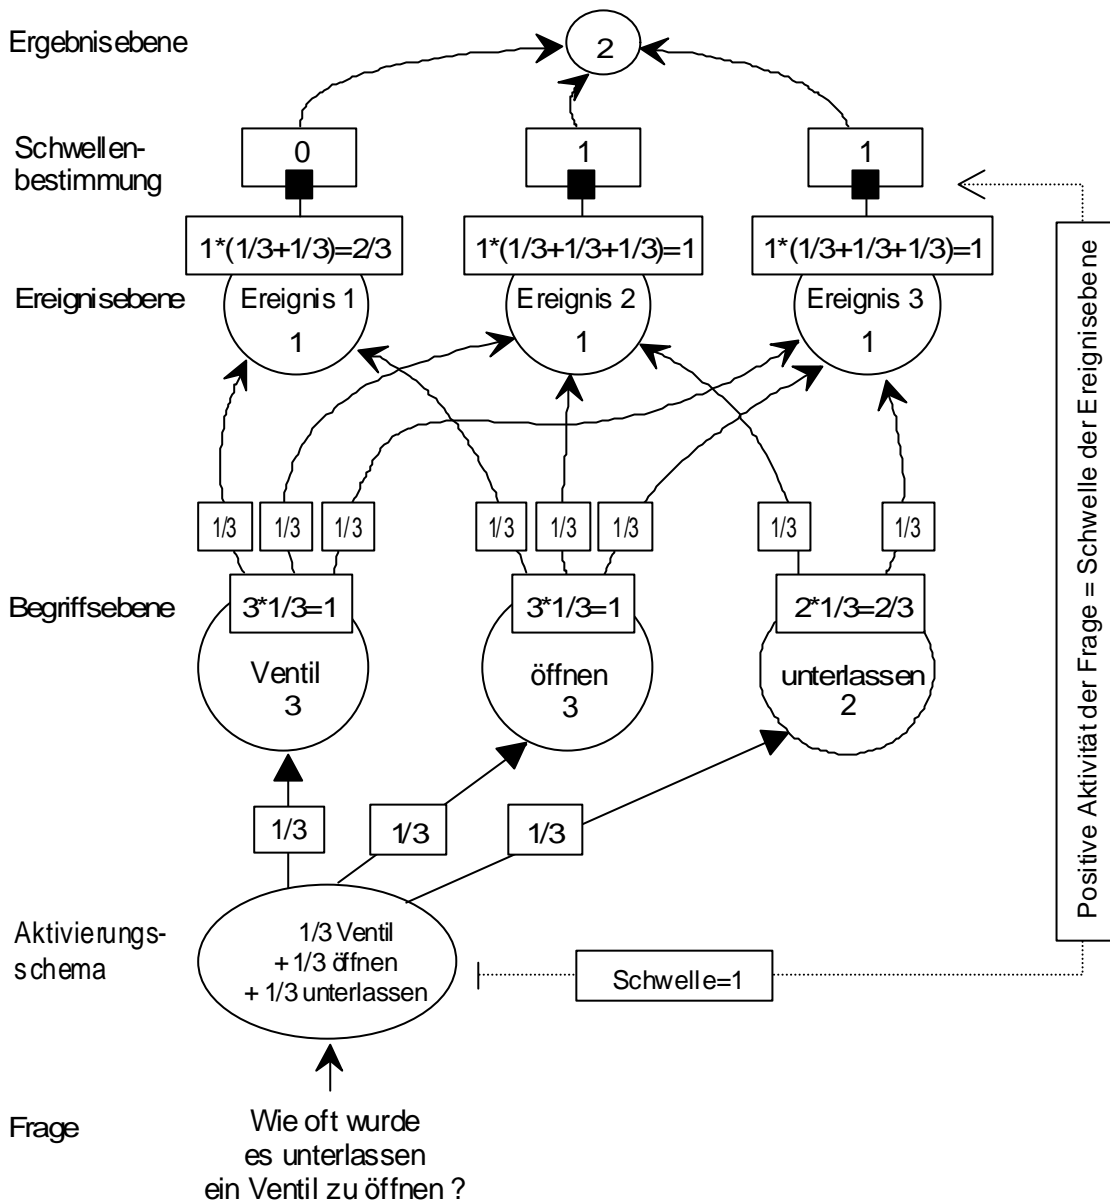 Ergebnisebene
2
Schwellen-
bestimmung
0
1
1
1*(1/3+1/3)=2/3
1*(1/3+1/3+1/3)=1
1*(1/3+1/3+1/3)=1
Ereignisebene
Ereignis 1
1
Ereignis 2
1
Ereignis 3
1
1/3
1/3
1/3
1/3
1/3
1/3
1/3
1/3
Begriffsebene
3*1/3=1
3*1/3=1
2*1/3=2/3
Ventil
3
öffnen
3
unterlassen
2
1/3
1/3
1/3
Aktivierungs-
schema
1/3 Ventil
+ 1/3 öffnen
+ 1/3 unterlassen
Schwelle=1
Positive Aktivität der Frage = Schwelle der Ereignisebene
Frage
Wie oft wurde
es unterlassen
ein Ventil zu öffnen ?